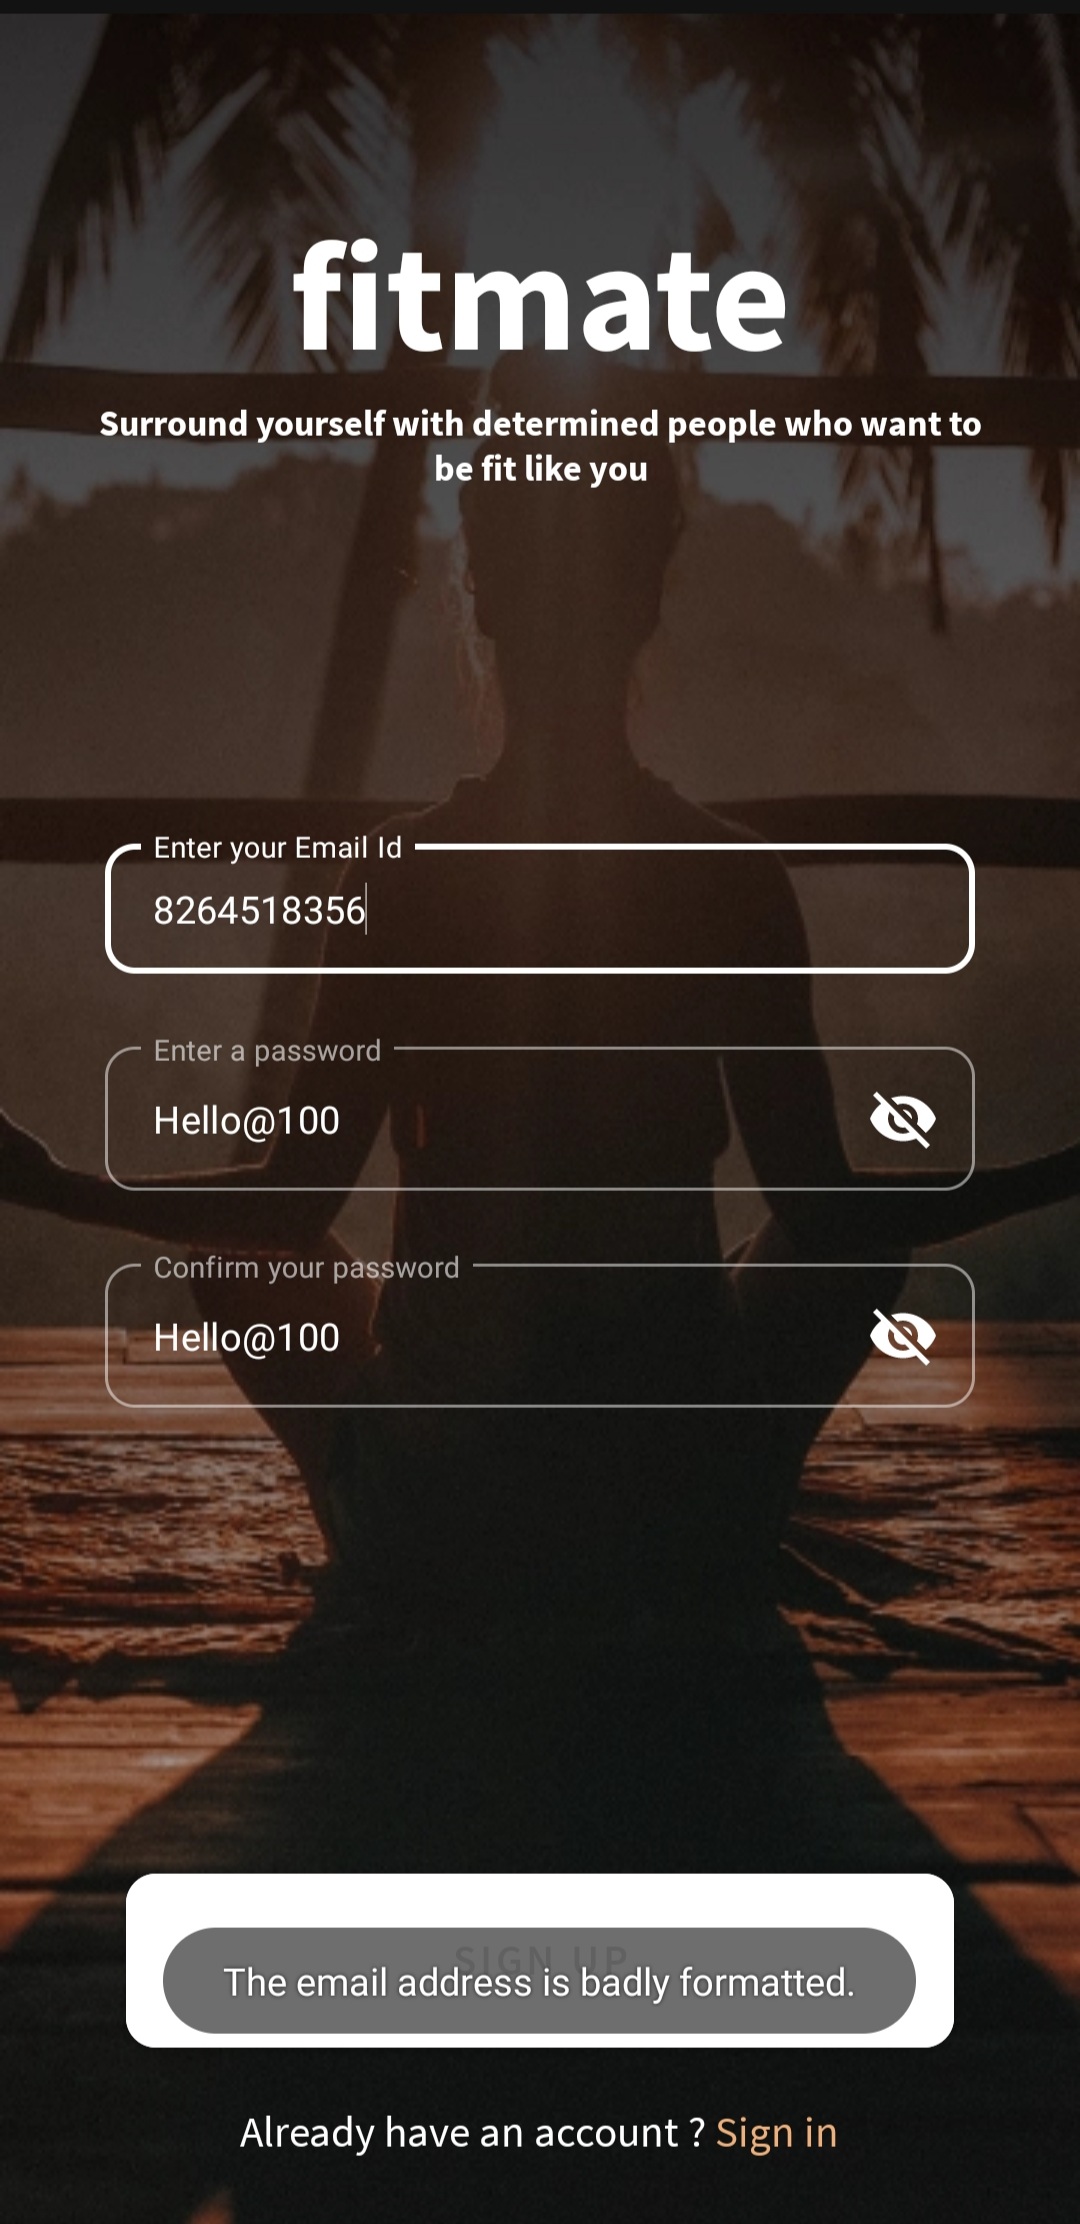 fitmate
Surround yourself with determined people who want to
be fit like you
Enter your Email Id
8264518356
Enter a password
Hello@100
Confirm your password
Hello@100
SIGN UP
The email address is badly formatted.
Already have an account ? Sign in